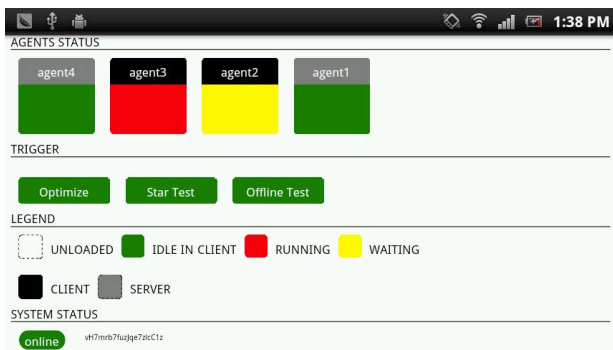 1:38 PM
AGENTS STATUS
agent4 agent3 agent2 agent1
TRIGGER
Optimize Star Test Offline Test
LEGEND
UNLOADED IDLE IN CLIENT RUNNING WAITING
CLIENT SERVER
SYSTEM STATUS
online vH7mrb7fuzJqe7zlcC1z